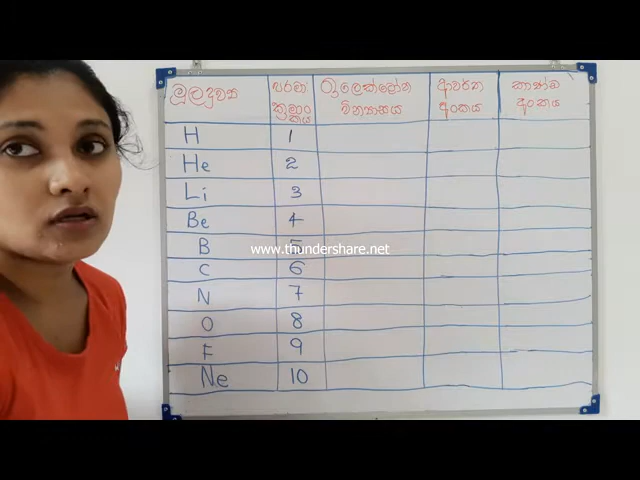 මූලද්‍රව්‍ය පරමා ඉලෙක්ට්‍රෝන ආවර්ත කාණ්ඩ
ක්‍රමාංකය වින්‍යාසය අංකය අංකය
H 1
He 2
Li 3
Be 4
B 5
www.thundershare.net
C 6
N 7
O 8
F 9
Ne 10